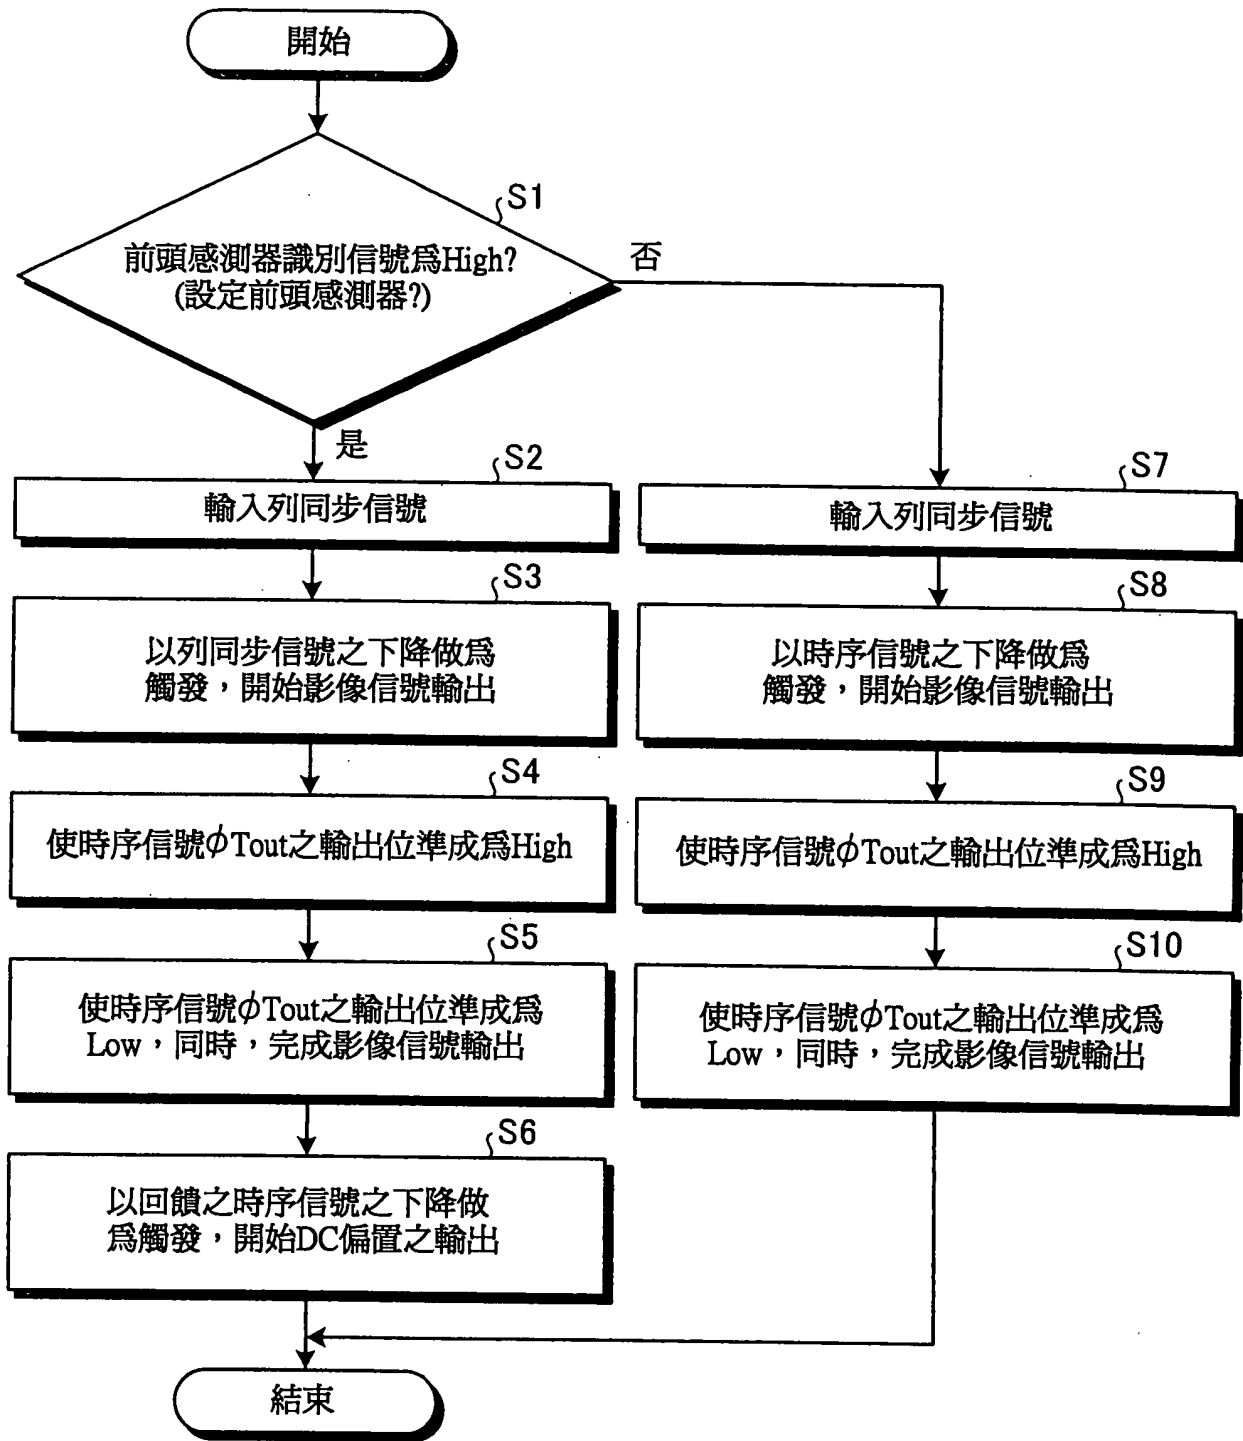 開始
S1
前頭感測器識別信號爲High?
(設定前頭感測器?)
否
是
S2
輸入列同步信號
S3
以列同步信號之下降做爲
觸發，開始影像信號輸出
S4
使時序信號φTout之輸出位準成爲High
S5
使時序信號φTout之輸出位準成爲
Low，同時，完成影像信號輸出
S6
以回饋之時序信號之下降做
爲觸發，開始DC偏置之輸出
S7
輸入列同步信號
S8
以時序信號之下降做爲
觸發，開始影像信號輸出
S9
使時序信號φTout之輸出位準成爲High
S10
使時序信號φTout之輸出位準成爲
Low，同時，完成影像信號輸出
結束